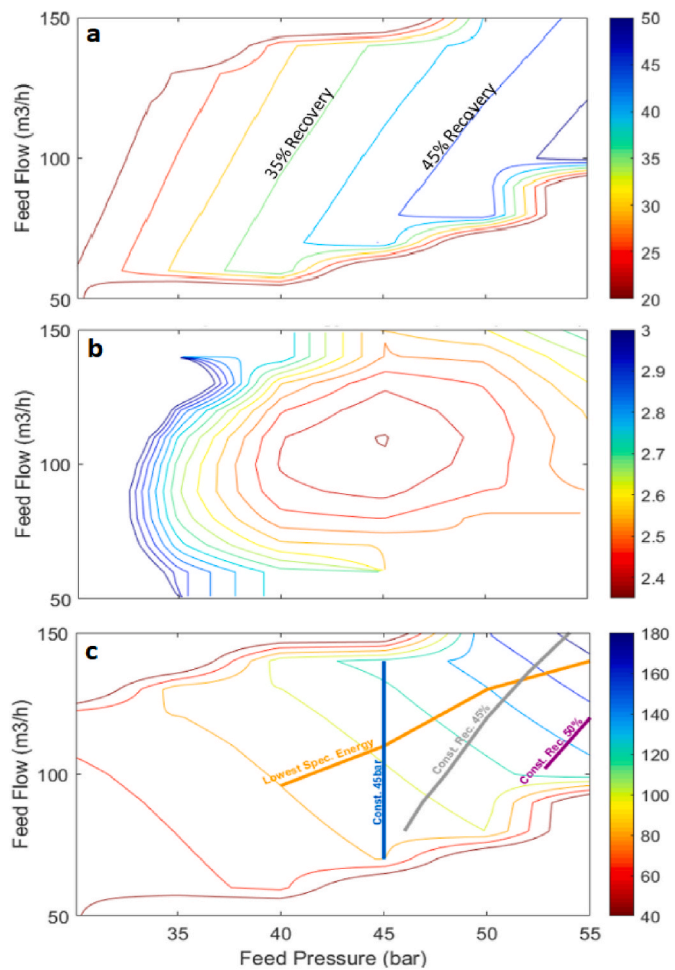 a
150
100
50
Feed Flow (m3/h)
35% Recovery
45% Recovery
50
45
40
35
30
25
20
b
150
100
50
Feed Flow (m3/h)
3
2.9
2.8
2.7
2.6
2.5
2.4
c
150
100
50
Feed Flow (m3/h)
Lowest Spec. Energy
Const. 45bar
Const. Rec. 45%
Const. Rec. 50%
180
160
140
120
100
80
60
40
35
40
45
50
55
Feed Pressure (bar)